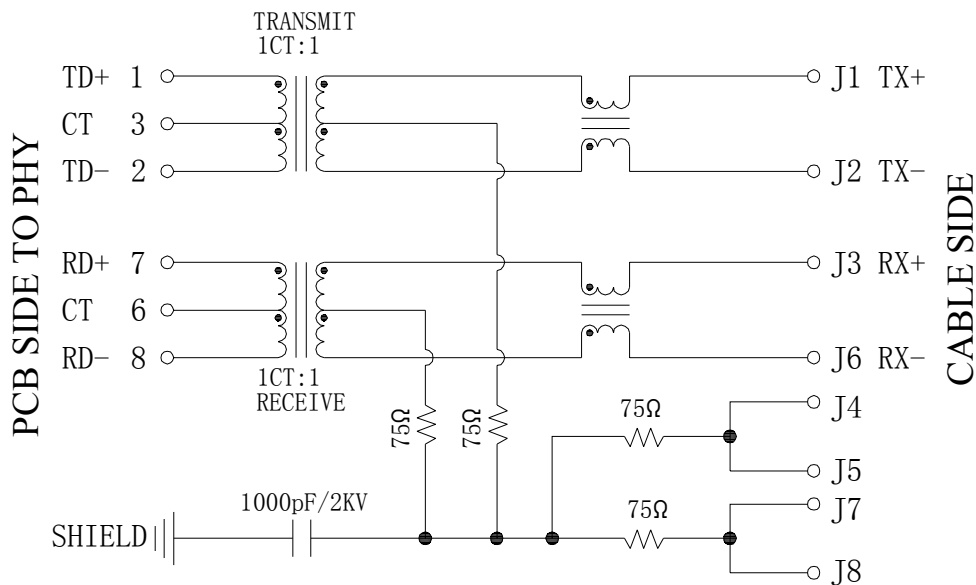 TRANSMIT
1CT:1
TD+ 1
CT 3
TD- 2
J1 TX+
J2 TX-
PCB SIDE TO PHY
CABLE SIDE
RD+ 7
CT 6
RD- 8
J3 RX+
J6 RX-
1CT:1
RECEIVE
75Ω
75Ω
75Ω
J4
J5
1000pF/2KV
75Ω
J7
SHIELD
J8